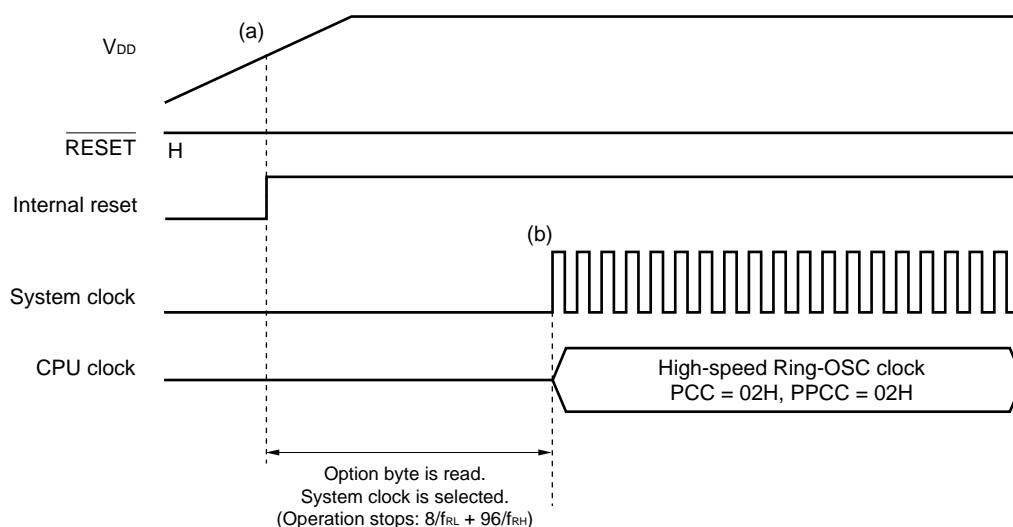 (a)
VDD
RESET
H
Internal reset
(b)
System clock
CPU clock
High-speed Ring-OSC clock
PCC = 02H, PPCC = 02H
Option byte is read.
System clock is selected.
(Operation stops: 8/fRL + 96/fRH)